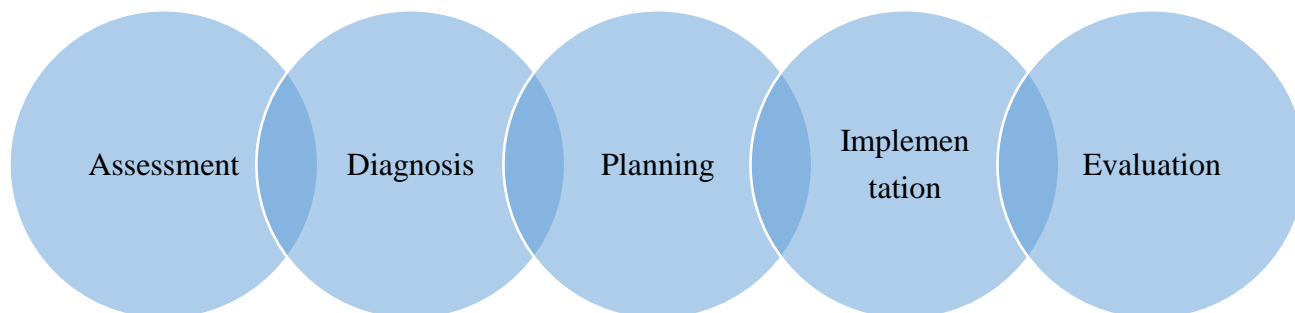 Assessment
Diagnosis
Planning
Implemen
tation
Evaluation